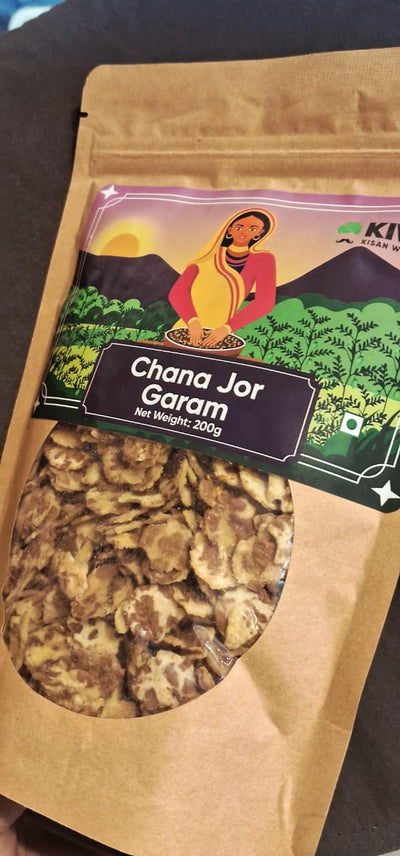 KISAN
Chana Jor
Garam
Net Weight: 200g